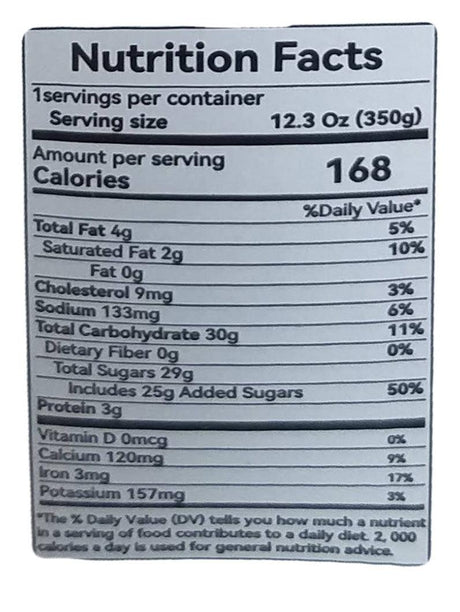 Nutrition Facts
1servings per container
Serving size 12.3 Oz (350g)
Amount per serving
Calories 168
%Daily Value*
Total Fat 4g 5%
Saturated Fat 2g 10%
Fat 0g
Cholesterol 9mg 3%
Sodium 133mg 6%
Total Carbohydrate 30g 11%
Dietary Fiber 0g 0%
Total Sugars 29g
Includes 25g Added Sugars 50%
Protein 3g
Vitamin D 0mcg 0%
Calcium 120mg 9%
Iron 3mg 17%
Potassium 157mg 3%
*The % Daily Value (DV) tells you how much a nutrient
in a serving of food contributes to a daily diet. 2, 000
calories a day is used for general nutrition advice.